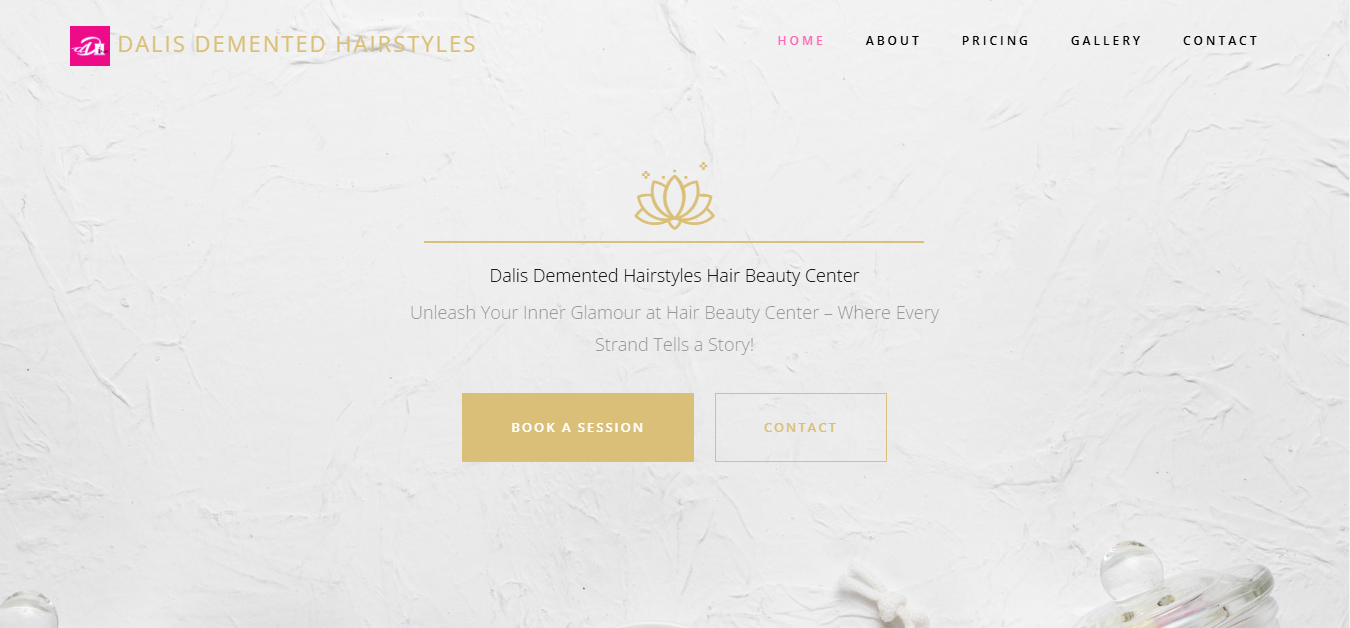 DALIS DEMENTED HAIRSTYLES
HOME
ABOUT
PRICING
GALLERY
CONTACT
Dalis Demented Hairstyles Hair Beauty Center
Unleash Your Inner Glamour at Hair Beauty Center – Where Every
Strand Tells a Story!
BOOK A SESSION
CONTACT